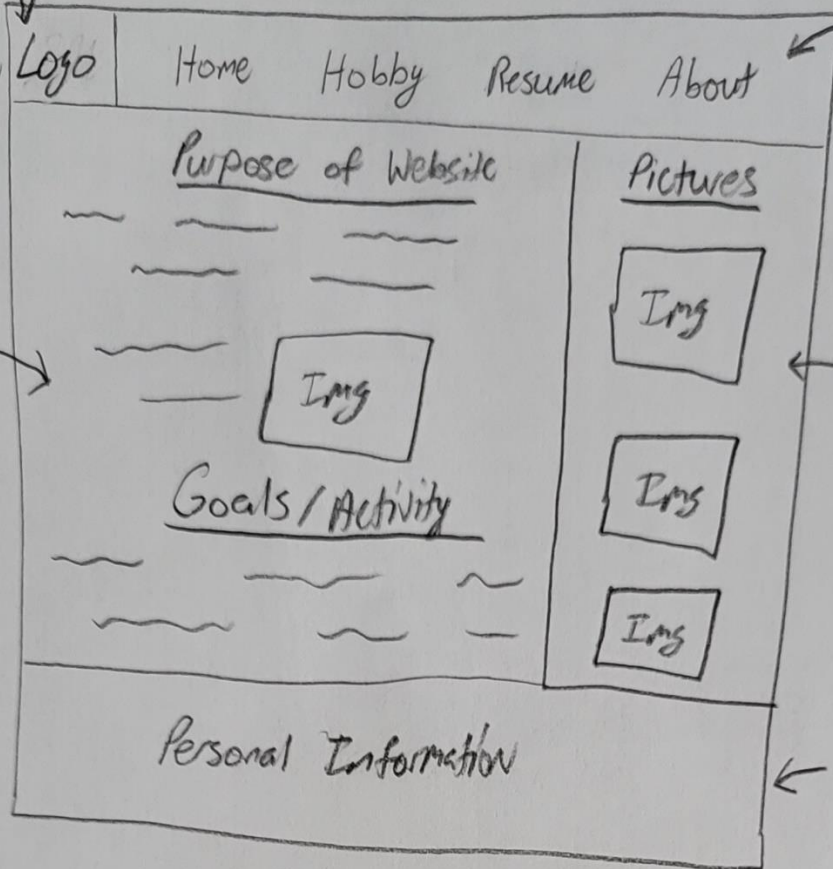 Logo
Home Hobby Resume About
Purpose of Website
Img
Goals/Activity
Pictures
Img
Img
Img
Personal Information